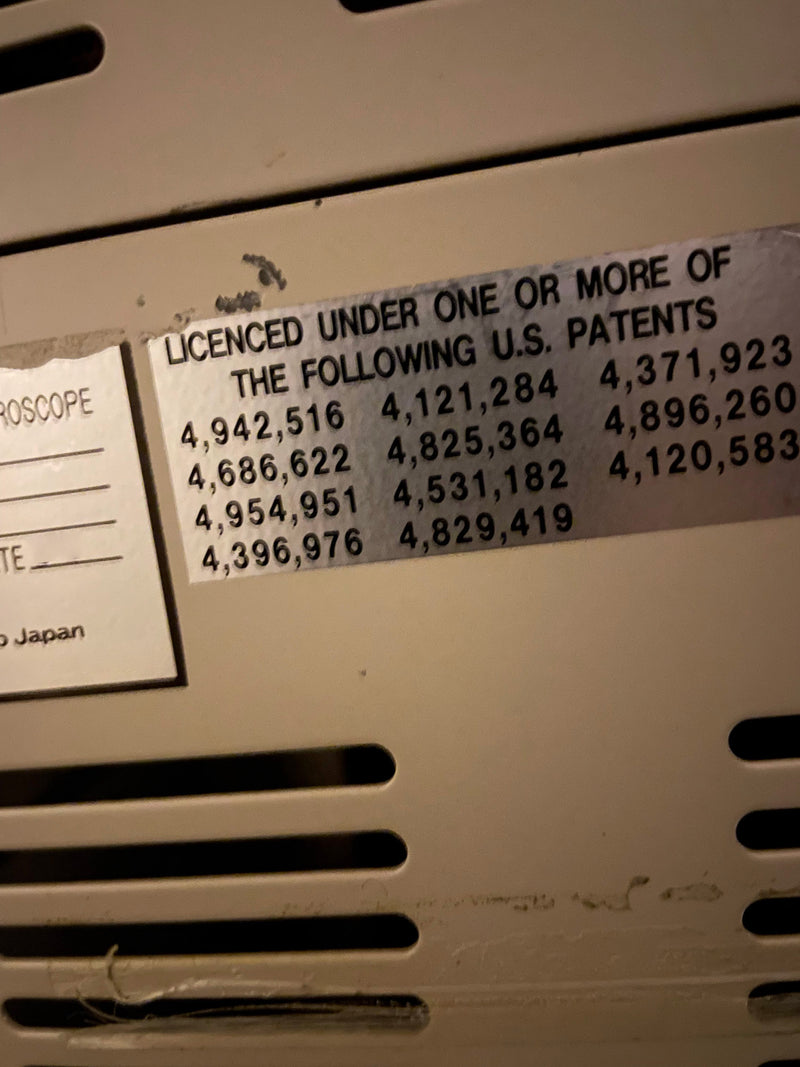 LICENCED UNDER ONE OR MORE OF
THE FOLLOWING U.S. PATENTS
4,942,516 4,121,284 4,371,923
4,686,622 4,825,364 4,896,260
4,954,951 4,531,182 4,120,583
4,396,976 4,829,419
ROSCOPE
TE
o Japan